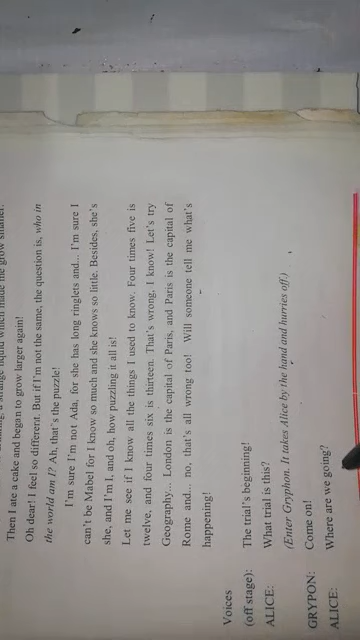 liquid which made me grow smaller.
Then I ate a cake and began to grow larger again!
Oh dear! I feel so different. But if I'm not the same, the question is, who in
the world am I? Ah, that's the puzzle!
I'm sure I'm not Ada, for she has long ringlets and... I'm sure I
can't be Mabel for I know so much and she knows so little. Besides, she's
she, and I'm I, and oh, how puzzling it all is!
Let me see if I know all the things I used to know. Four times five is
twelve, and four times six is thirteen. That's wrong, I know! Let's try
Geography... London is the capital of Paris, and Paris is the capital of
Rome and... no, that's all wrong too! Will someone tell me what's
happening!
Voices
(off stage): The trial's beginning!
ALICE: What trial is this?
(Enter Gryphon. It takes Alice by the hand and hurries off.)
GRYPON: Come on!
ALICE: Where are we going?